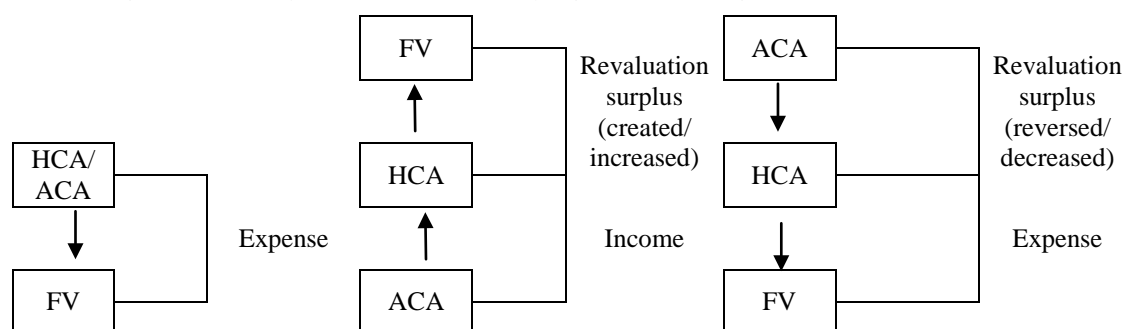 HCA/
ACA
FV
Expense
FV
HCA
ACA
Revaluation
surplus
(created/
increased)
Income
ACA
HCA
FV
Revaluation
surplus
(reversed/
decreased)
Expense